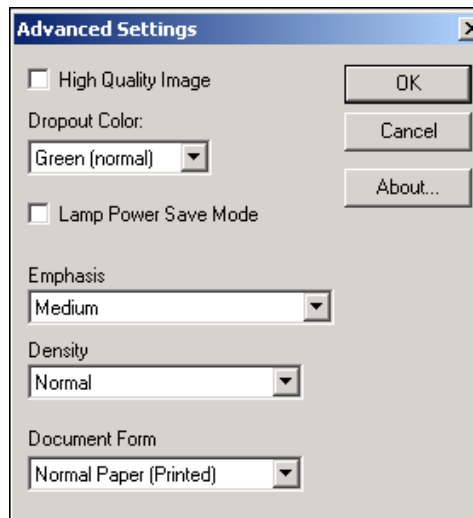 Advanced Settings
High Quality Image
OK
Dropout Color:
Cancel
Green (normal)
About...
Lamp Power Save Mode
Emphasis
Medium
Density
Normal
Document Form
Normal Paper (Printed)